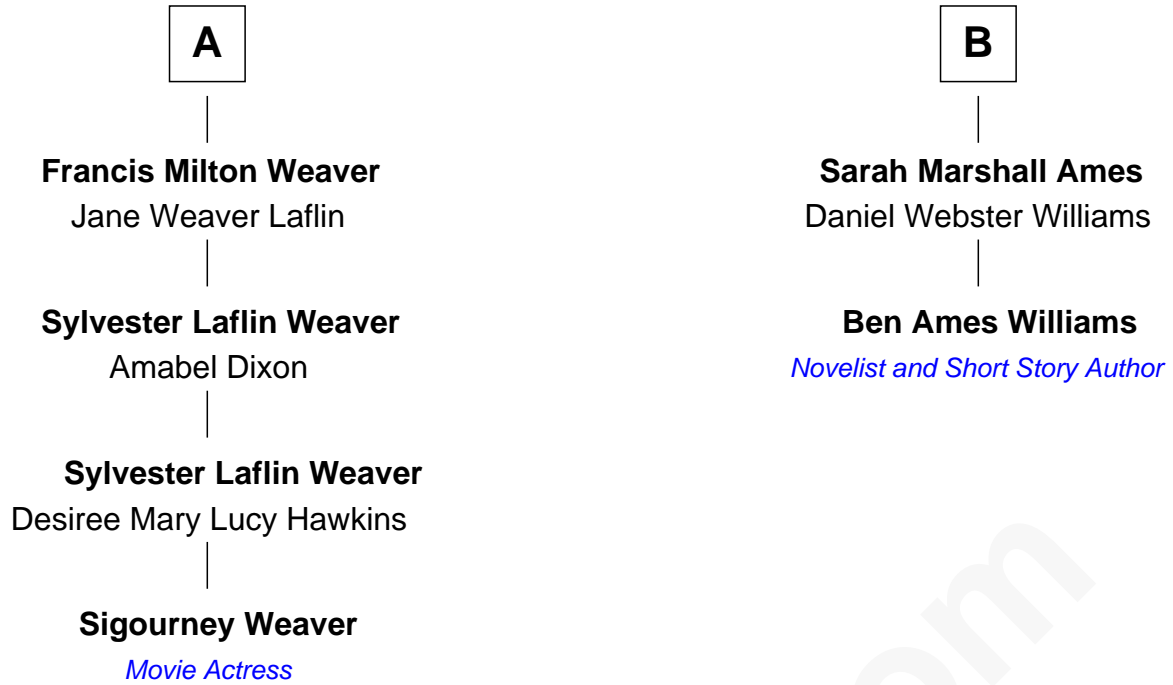 A
Francis Milton Weaver
Jane Weaver Laflin
Sylvester Laflin Weaver
Amabel Dixon
Sylvester Laflin Weaver
Desiree Mary Lucy Hawkins
Sigourney Weaver
Movie Actress
B
Sarah Marshall Ames
Daniel Webster Williams
Ben Ames Williams
Novelist and Short Story Author
om